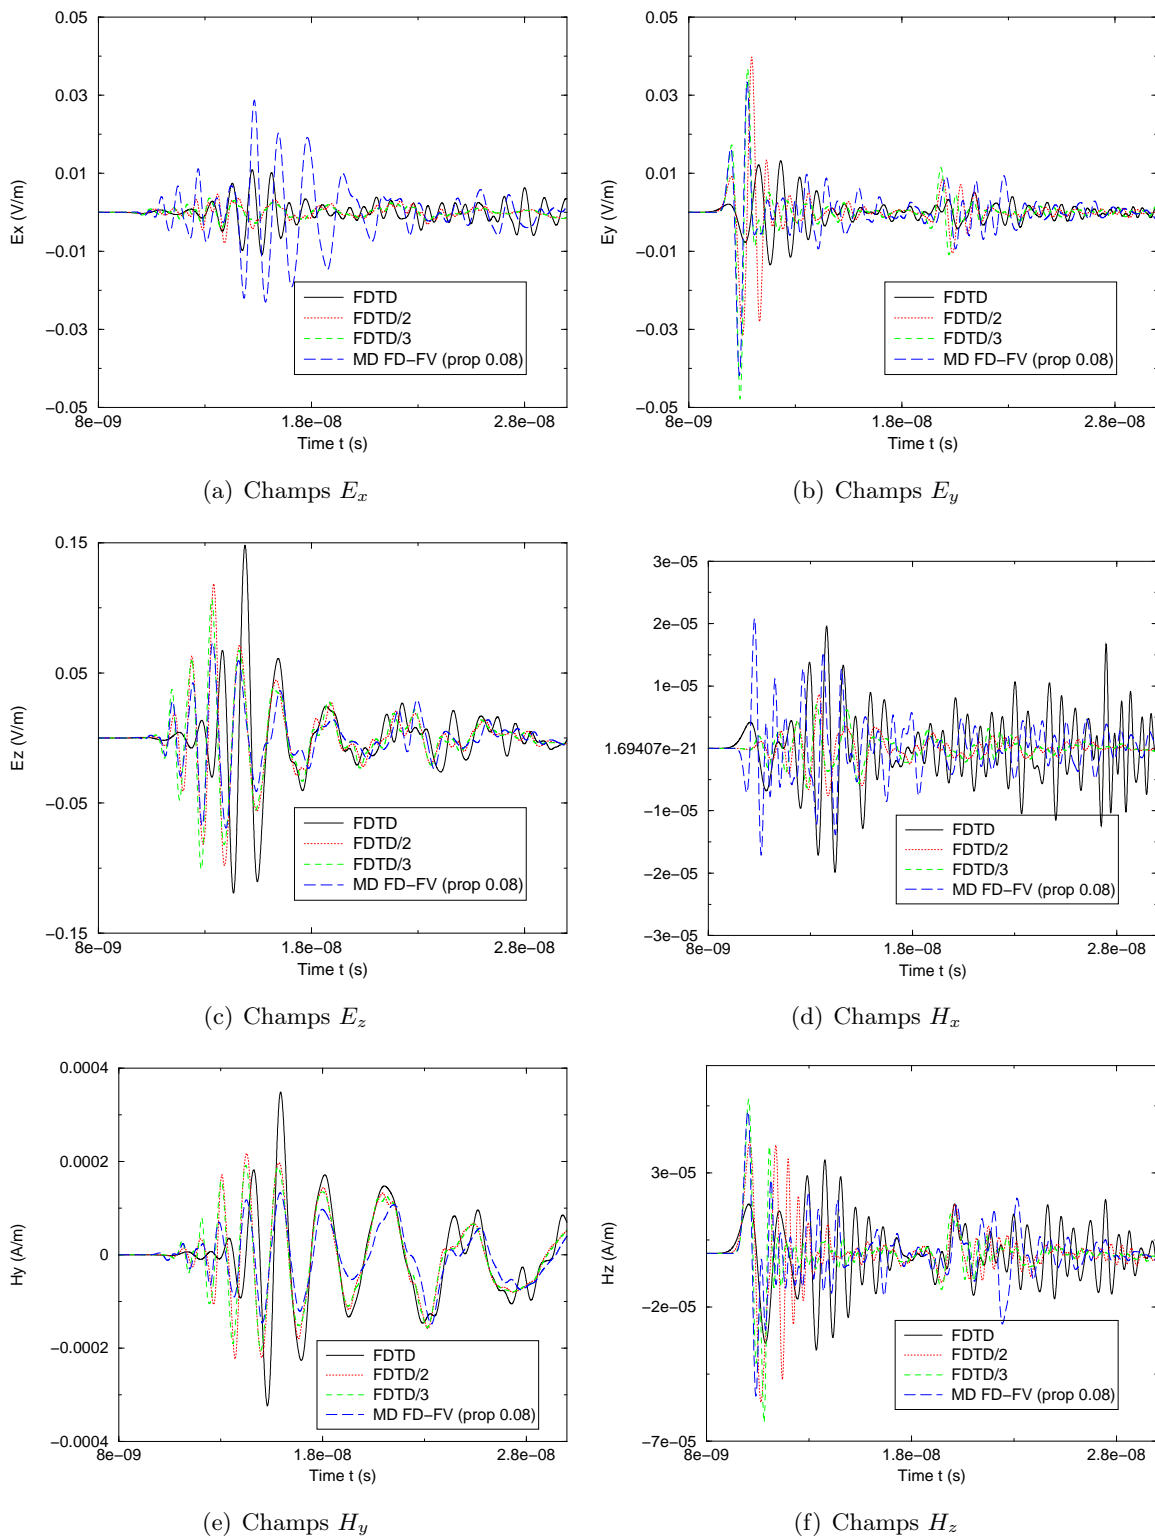 0.05
0.03
0.01
−0.01
−0.03
−0.05
Ex (V/m)
8e−09
1.8e−08
2.8e−08
Time t (s)
FDTD
FDTD/2
FDTD/3
MD FD−FV (prop 0.08)
(a) Champs E_x
0.05
0.03
0.01
−0.01
−0.03
−0.05
Ey (V/m)
8e−09
1.8e−08
2.8e−08
Time t (s)
FDTD
FDTD/2
FDTD/3
MD FD−FV (prop 0.08)
(b) Champs E_y
0.15
0.05
−0.05
−0.15
Ez (V/m)
8e−09
1.8e−08
2.8e−08
Time t (s)
FDTD
FDTD/2
FDTD/3
MD FD−FV (prop 0.08)
(c) Champs E_z
3e−05
2e−05
1e−05
1.69407e−21
−1e−05
−2e−05
−3e−05
Hx (A/m)
8e−09
1.8e−08
2.8e−08
Time t (s)
FDTD
FDTD/2
FDTD/3
MD FD−FV (prop 0.08)
(d) Champs H_x
0.0004
0.0002
0
−0.0002
−0.0004
Hy (A/m)
8e−09
1.8e−08
2.8e−08
Time t (s)
FDTD
FDTD/2
FDTD/3
MD FD−FV (prop 0.08)
(e) Champs H_y
3e−05
−2e−05
−7e−05
Hz (A/m)
8e−09
1.8e−08
2.8e−08
Time t (s)
FDTD
FDTD/2
FDTD/3
MD FD−FV (prop 0.08)
(f) Champs H_z